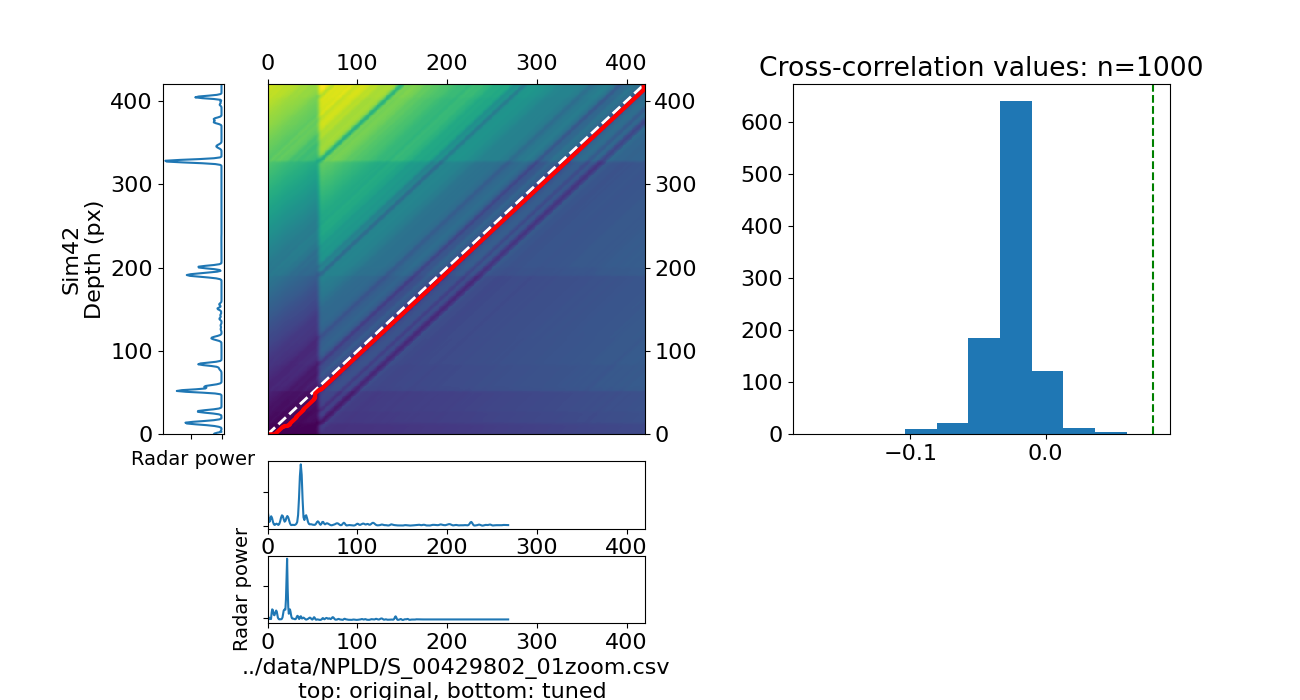 0 100 200 300 400
Cross-correlation values: n=1000
400
300
200
100
0
Sim42
Depth (px)
Radar power
400
300
200
100
0
600
500
400
300
200
100
0
−0.1 0.0
0 100 200 300 400
Radar power
0 100 200 300 400
../data/NPLD/S_00429802_01zoom.csv
top: original, bottom: tuned